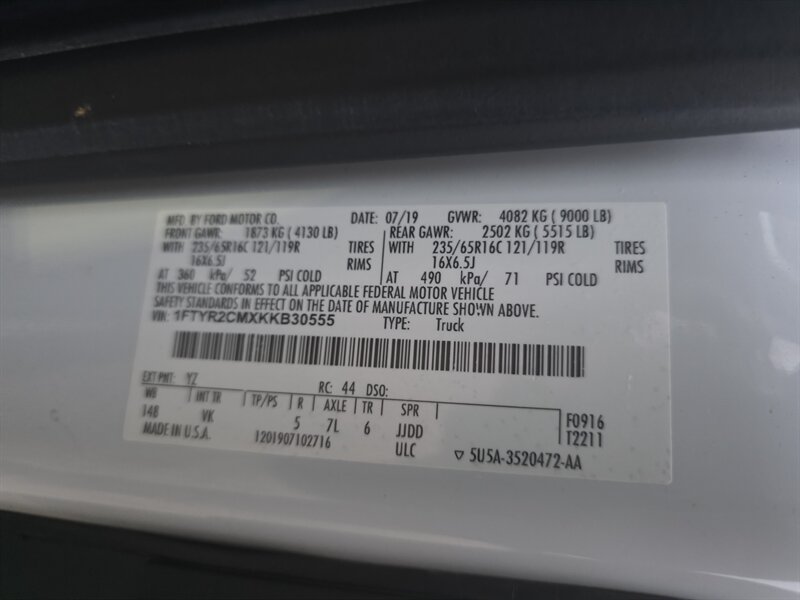 MFD. BY FORD MOTOR CO. DATE: 07/19 GVWR: 4082 KG ( 9000 LB)
FRONT GAWR: 1873 KG ( 4130 LB) REAR GAWR: 2502 KG ( 5515 LB)
WITH 235/65R16C 121/119R TIRES WITH 235/65R16C 121/119R TIRES
16X6.5J RIMS 16X6.5J RIMS
AT 360 kPa/ 52 PSI COLD AT 490 kPa/ 71 PSI COLD
THIS VEHICLE CONFORMS TO ALL APPLICABLE FEDERAL MOTOR VEHICLE
SAFETY STANDARDS IN EFFECT ON THE DATE OF MANUFACTURE SHOWN ABOVE.
VIN: 1FTYR2CMXKKB30555 TYPE: Truck
EXT PNT: YZ RC: 44 DSO:
WB INT TR TP/PS R AXLE TR SPR F0916
148 VK 5 7L 6 JJDD T2211
MADE IN U.S.A. 1201907102716 ULC ▽ 5U5A-3520472-AA